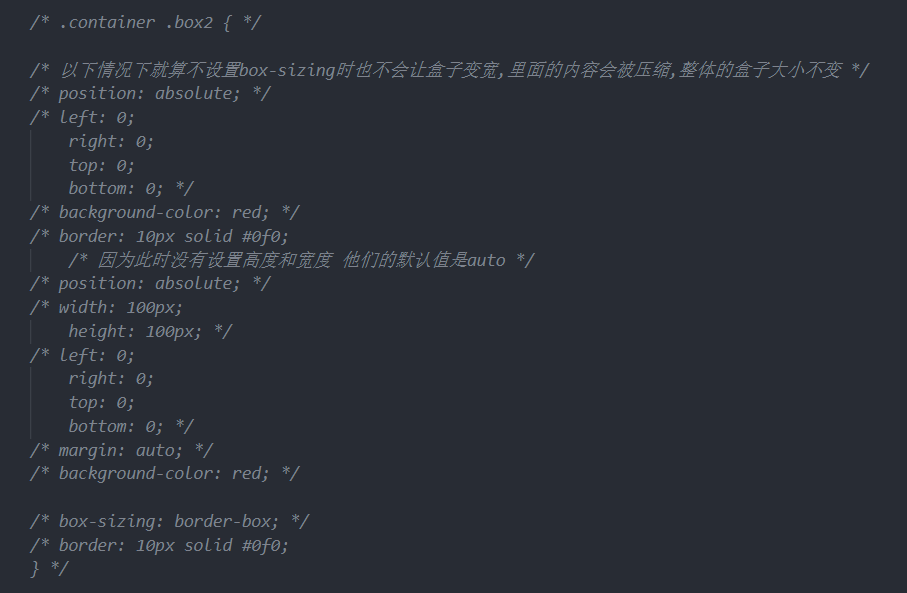 /* .container .box2 { */
/* 以下情况下就算不设置box-sizing时也不会让盒子变宽,里面的内容会被压缩,整体的盒子大小不变 */
/* position: absolute; */
/* left: 0;
right: 0;
top: 0;
bottom: 0; */
/* background-color: red; */
/* border: 10px solid #0f0;
/* 因为此时没有设置高度和宽度 他们的默认值是auto */
/* position: absolute; */
/* width: 100px;
height: 100px; */
/* left: 0;
right: 0;
top: 0;
bottom: 0; */
/* margin: auto; */
/* background-color: red; */
/* box-sizing: border-box; */
/* border: 10px solid #0f0;
} */